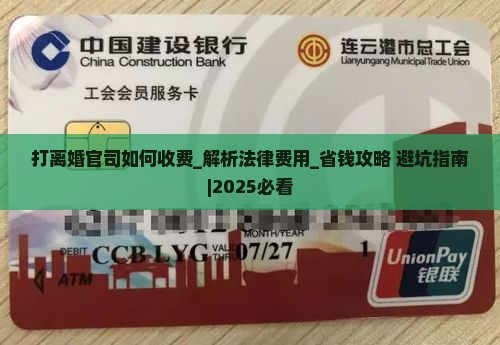 中国建设银行
China Construction Bank
连云港市总工会
Lianyungang Municipal Trade Union
工会会员服务卡
打离婚官司如何收费_解析法律费用_省钱攻略 避坑指南
|2025必看
DEBIT CCB LYG VALID THRU 07/27 1
ATM
UnionPay
银联